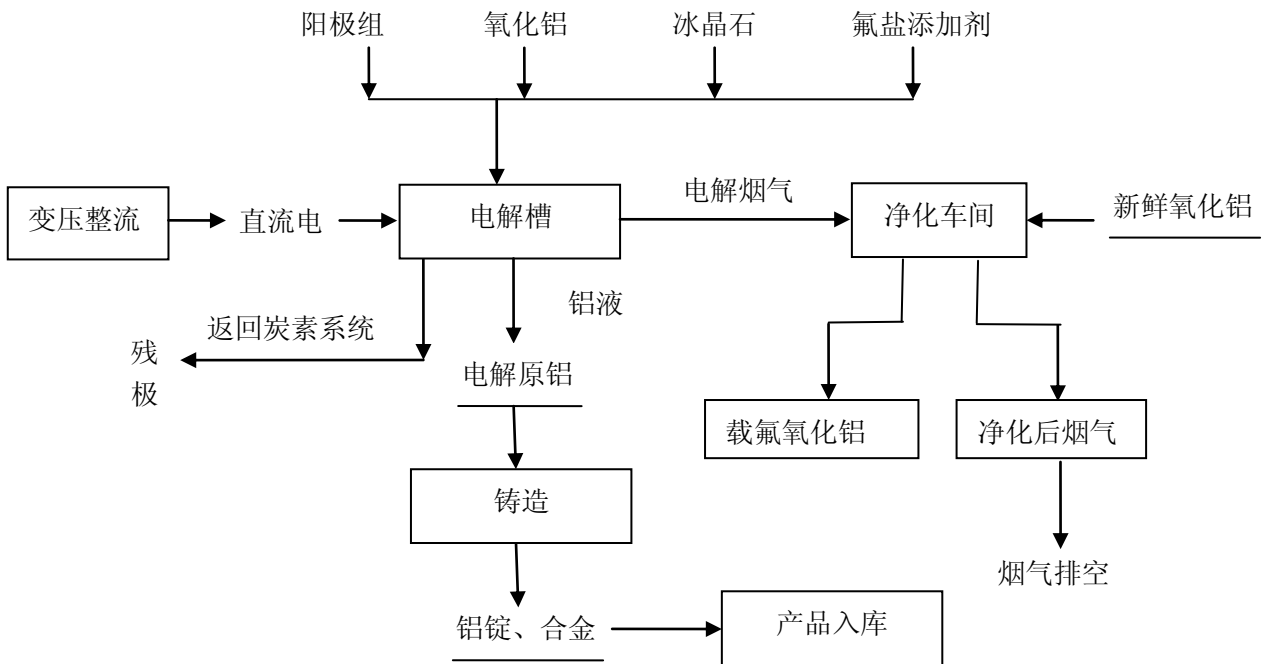 阳极组
氧化铝
冰晶石
氟盐添加剂
变压整流
直流电
电解槽
电解烟气
净化车间
新鲜氧化铝
铝液
返回炭素系统
残
极
电解原铝
载氟氧化铝
净化后烟气
铸造
烟气排空
铝锭、合金
产品入库